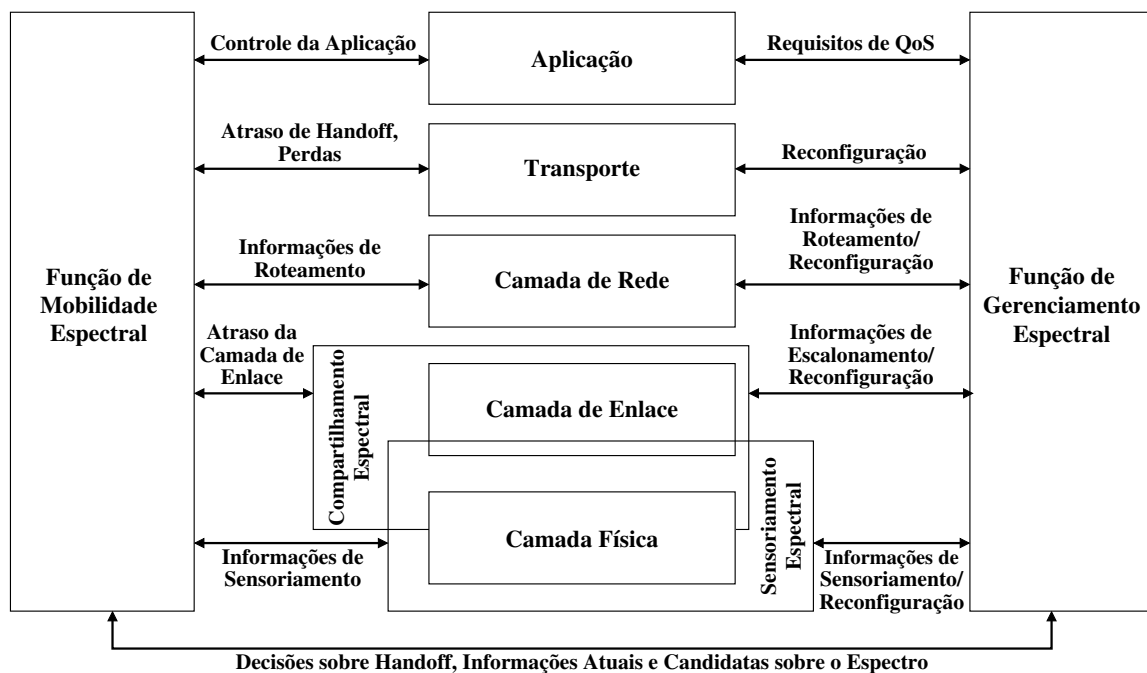 Controle da Aplicação
Aplicação
Requisitos de QoS
Atraso de Handoff,
Perdas
Transporte
Reconfiguração
Função de
Mobilidade
Espectral
Informações de
Roteamento
Camada de Rede
Informações de
Roteamento/
Reconfiguração
Função de
Gerenciamento
Espectral
Atraso da
Camada de
Enlace
Compartilhamento
Espectral
Camada de Enlace
Informações de
Escalonamento/
Reconfiguração
Informações de
Sensoriamento
Camada Física
Sensoriamento
Espectral
Informações de
Sensoriamento/
Reconfiguração
Decisões sobre Handoff, Informações Atuais e Candidatas sobre o Espectro